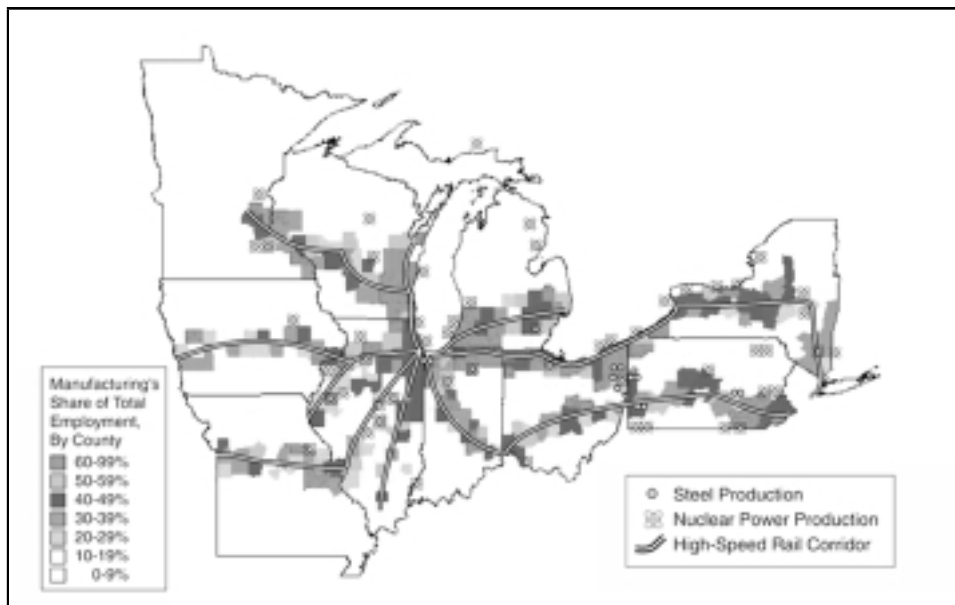 Manufacturing's
Share of Total
Employment,
By County
60-99%
50-59%
40-49%
30-39%
20-29%
10-19%
0-9%
Steel Production
Nuclear Power Production
High-Speed Rail Corridor